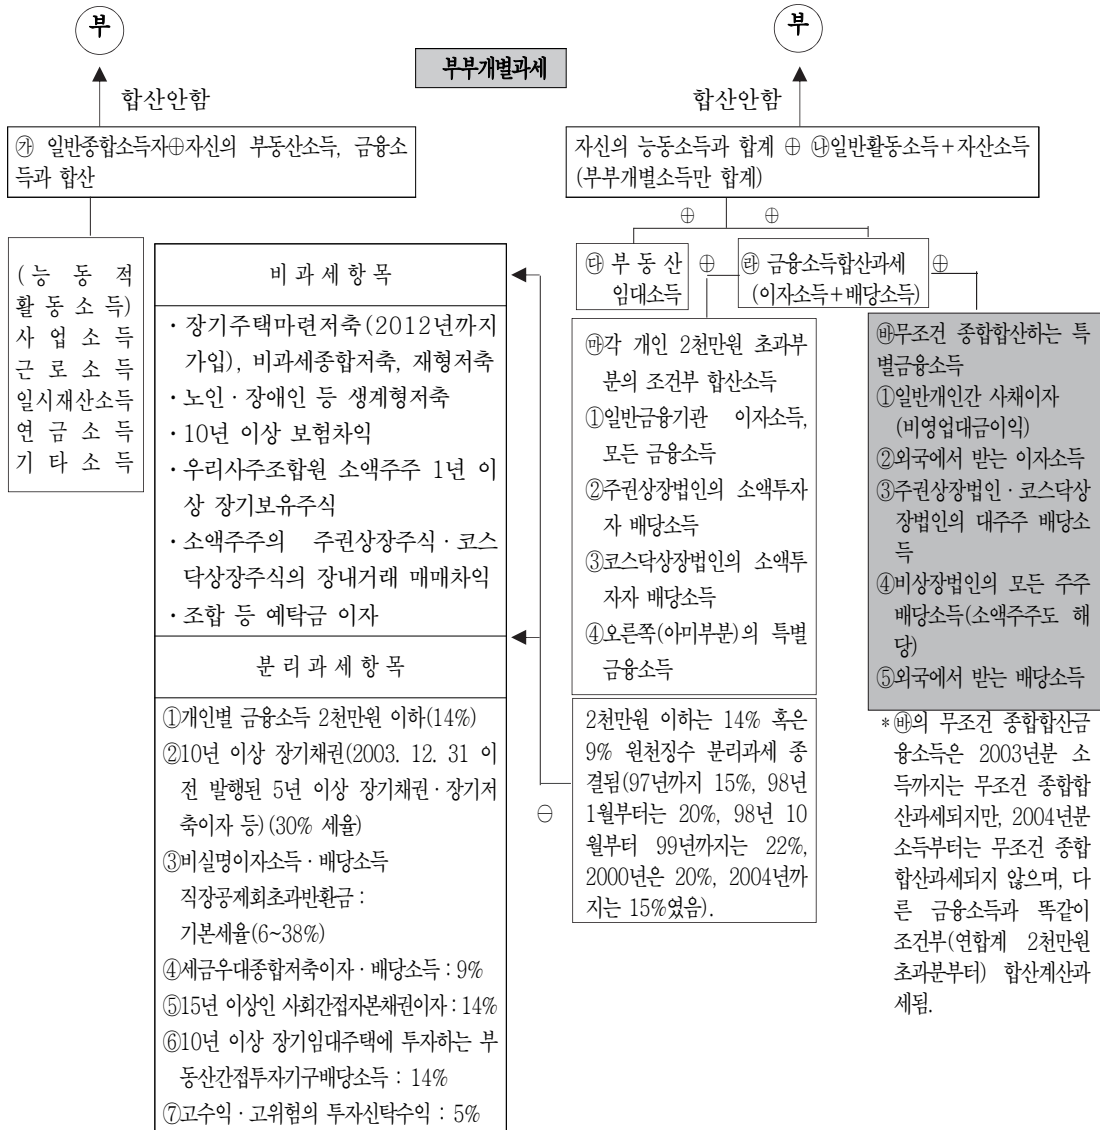 부
부
부부개별과세
합산안함
합산안함
㉮ 일반종합소득자⊕자신의 부동산소득, 금융소
득과 합산
자신의 능동소득과 합계 ⊕ ㉯일반활동소득+자산소득
(부부개별소득만 합계)
⊕ ⊕
(능 동 적
활 동 소 득)
사 업 소 득
근 로 소 득
일시재산소득
연 금 소 득
기 타 소 득
비 과 세 항 목
· 장기주택마련저축(2012년까지
가입), 비과세종합저축, 재형저축
· 노인 · 장애인 등 생계형저축
· 10년 이상 보험차익
· 우리사주조합원 소액주주 1년 이
상 장기보유주식
· 소액주주의 주권상장주식 · 코스
닥상장주식의 장내거래 매매차익
· 조합 등 예탁금 이자
분 리 과 세 항 목
①개인별 금융소득 2천만원 이하(14%)
②10년 이상 장기채권(2003. 12. 31 이
전 발행된 5년 이상 장기채권 · 장기저
축이자 등) (30% 세율)
③비실명이자소득 · 배당소득
직장공제회초과반환금 :
기본세율(6~38%)
④세금우대종합저축이자 · 배당소득 : 9%
⑤15년 이상인 사회간접자본채권이자 : 14%
⑥10년 이상 장기임대주택에 투자하는 부
동산간접투자기구배당소득 : 14%
⑦고수익 · 고위험의 투자신탁수익 : 5%
㉰ 부 동 산
임대소득
⊕
㉱ 금융소득합산과세
(이자소득+배당소득)
⊕
㉲각 개인 2천만원 초과부
분의 조건부 합산소득
①일반금융기관 이자소득,
모든 금융소득
②주권상장법인의 소액투자
자 배당소득
③코스닥상장법인의 소액투
자자 배당소득
④오른쪽(아미부분)의 특별
금융소득
⊖
2천만원 이하는 14% 혹은
9% 원천징수 분리과세 종
결됨(97년까지 15%, 98년
1월부터는 20%, 98년 10
월부터 99년까지는 22%,
2000년은 20%, 2004년까
지는 15%였음).
㉳무조건 종합합산하는 특
별금융소득
①일반개인간 사채이자
(비영업대금이익)
②외국에서 받는 이자소득
③주권상장법인 · 코스닥상
장법인의 대주주 배당소
득
④비상장법인의 모든 주주
배당소득(소액주주도 해
당)
⑤외국에서 받는 배당소득
* ㉳의 무조건 종합합산금
융소득은 2003년분 소
득까지는 무조건 종합합
산과세되지만, 2004년분
소득부터는 무조건 종합
합산과세되지 않으며, 다
른 금융소득과 똑같이
조건부(연합계 2천만원
초과분부터) 합산계산과
세됨.